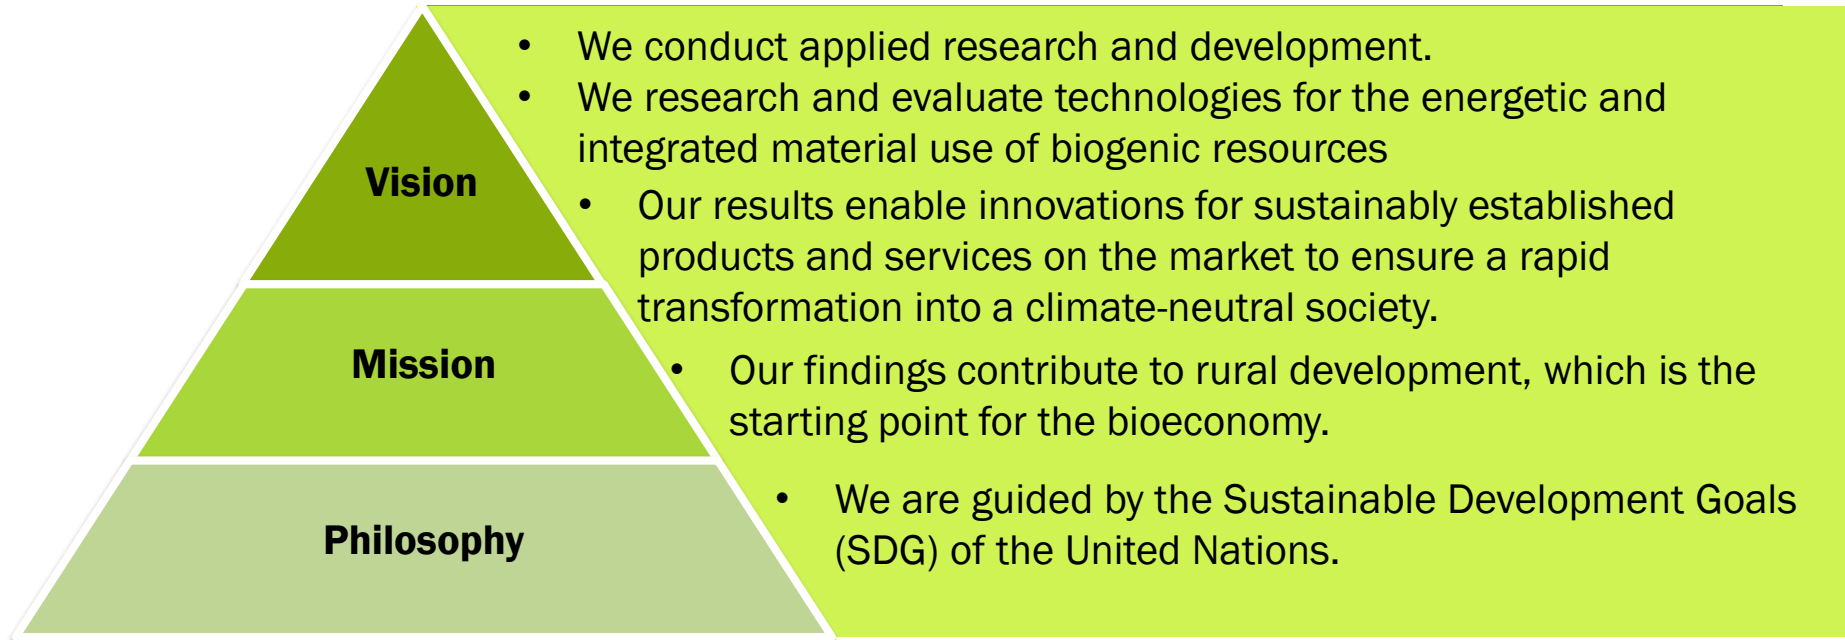 Vision
Mission
Philosophy
• We conduct applied research and development.
• We research and evaluate technologies for the energetic and
integrated material use of biogenic resources
• Our results enable innovations for sustainably established
products and services on the market to ensure a rapid
transformation into a climate-neutral society.
• Our findings contribute to rural development, which is the
starting point for the bioeconomy.
• We are guided by the Sustainable Development Goals
(SDG) of the United Nations.